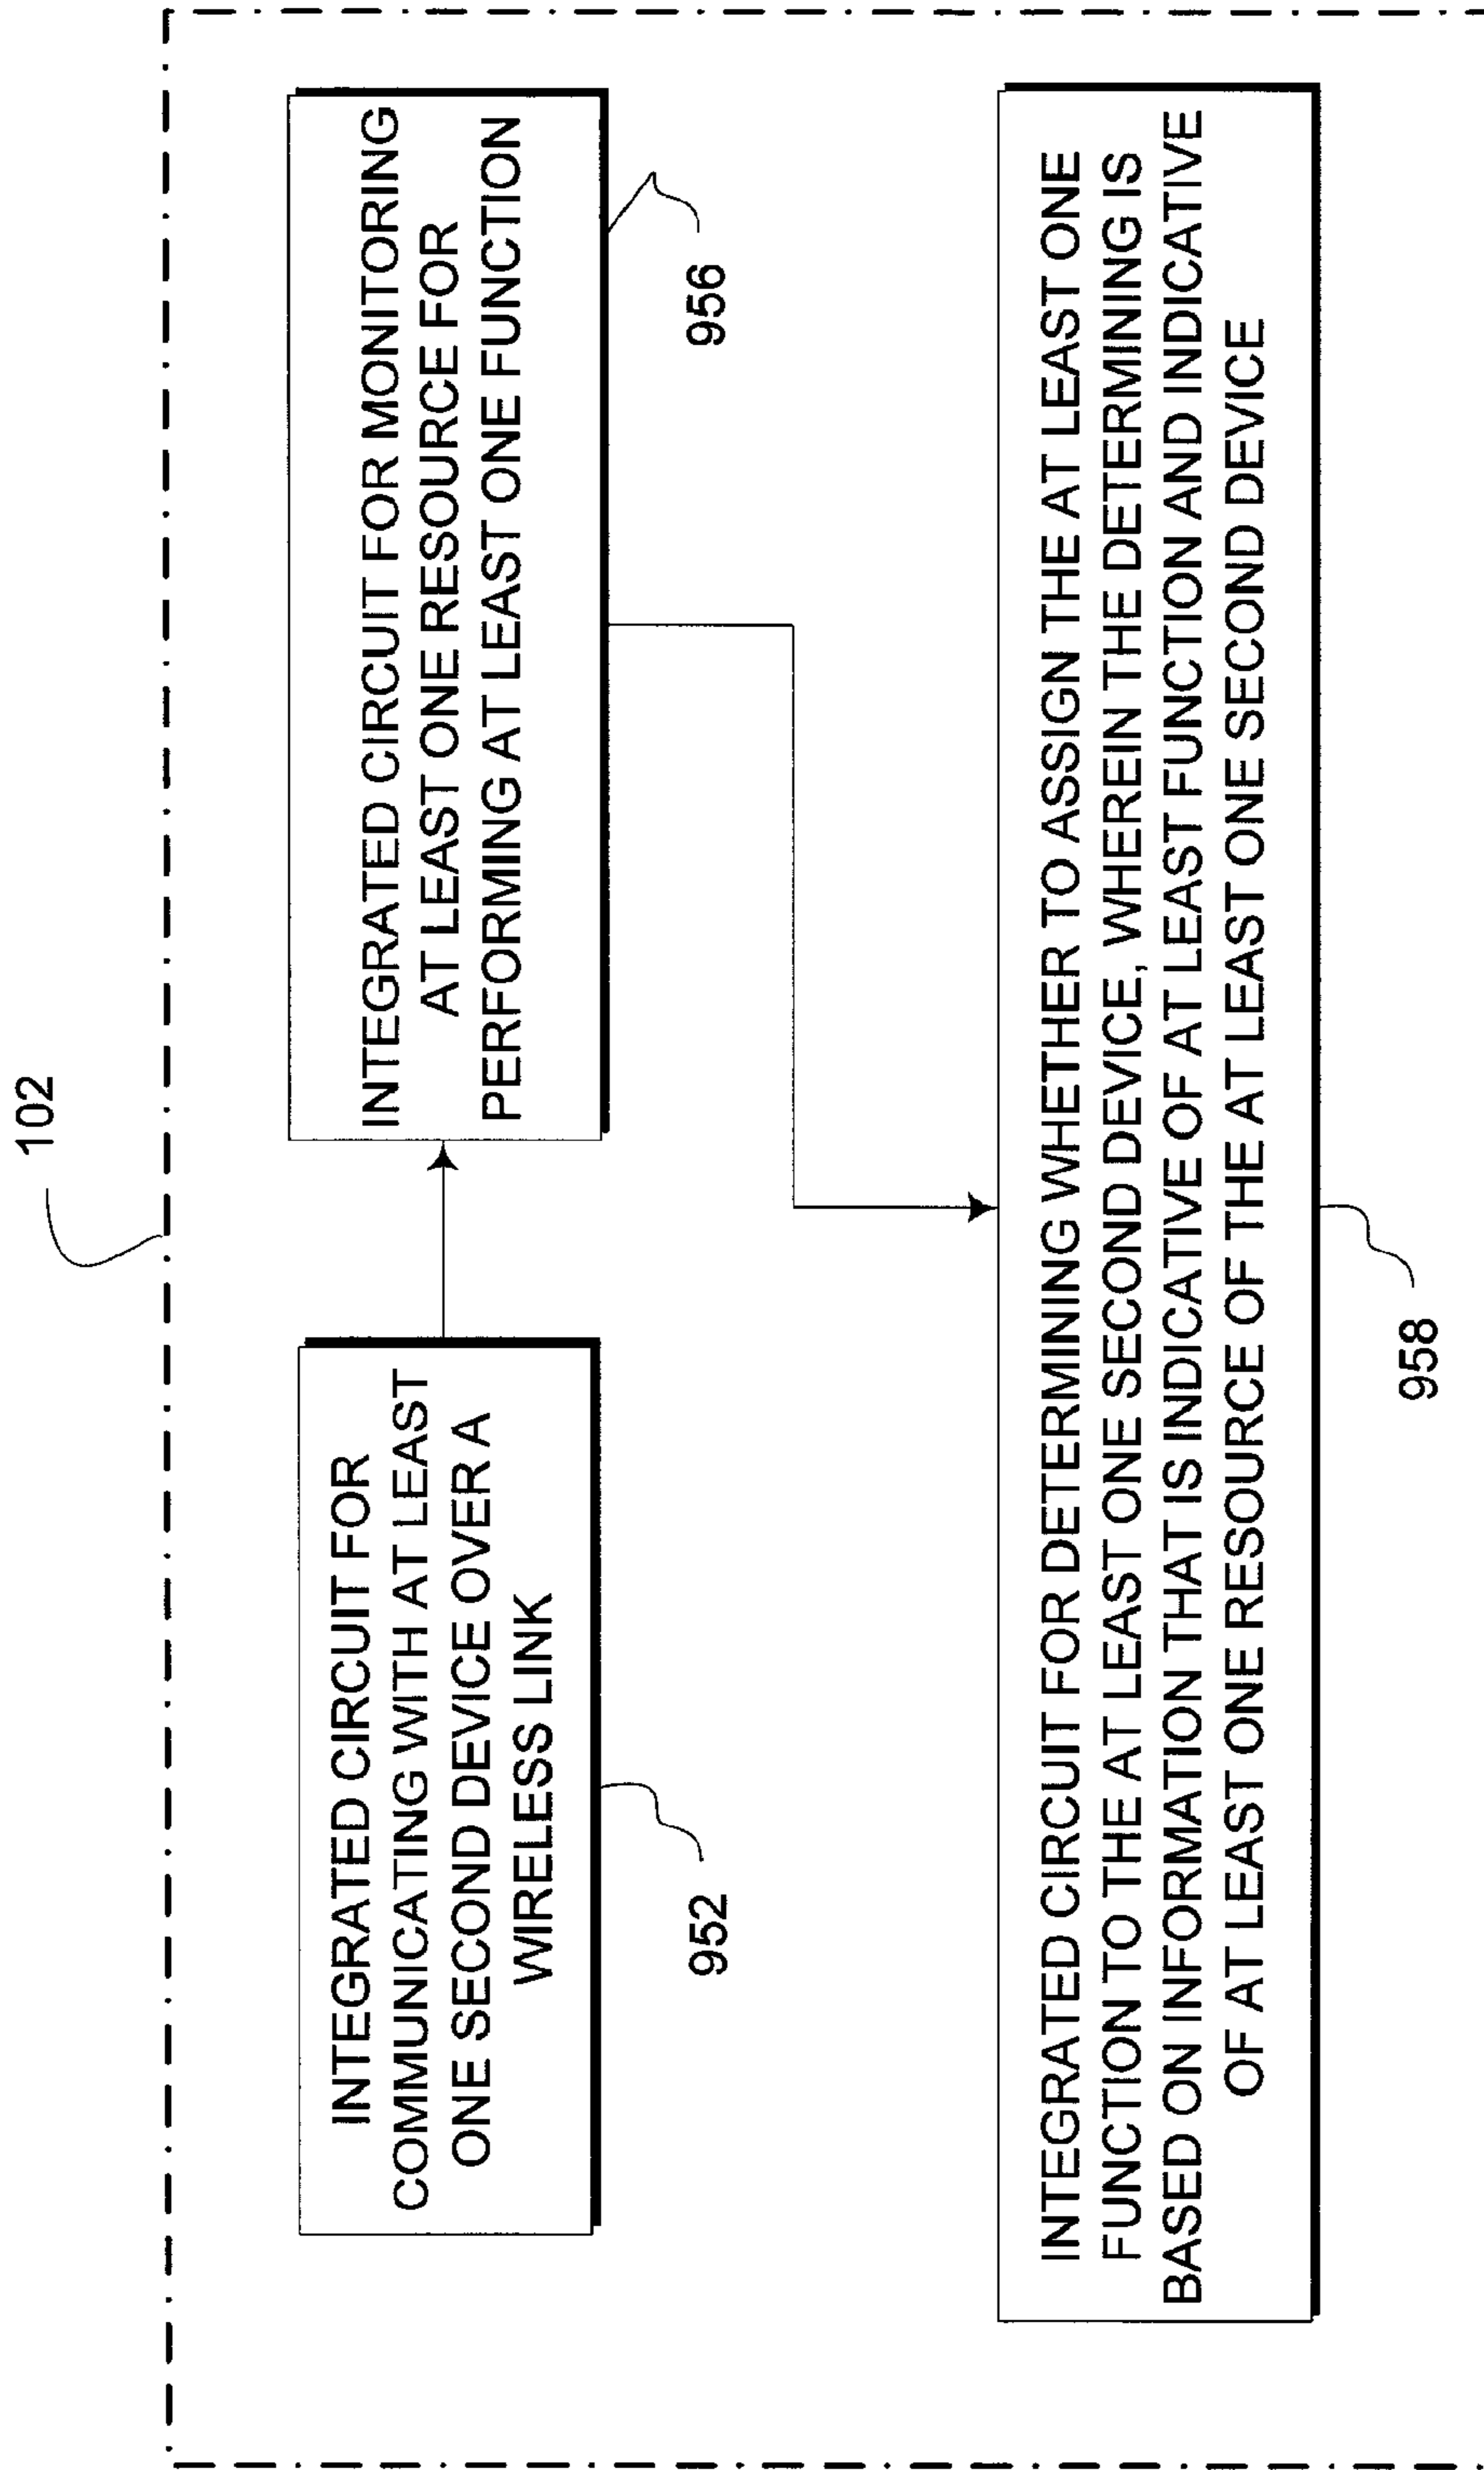 102
INTEGRATED CIRCUIT FOR
COMMUNICATING WITH AT LEAST
ONE SECOND DEVICE OVER A
WIRELESS LINK
952
INTEGRATED CIRCUIT FOR MONITORING
AT LEAST ONE RESOURCE FOR
PERFORMING AT LEAST ONE FUNCTION
956
INTEGRATED CIRCUIT FOR DETERMINING WHETHER TO ASSIGN THE AT LEAST ONE
FUNCTION TO THE AT LEAST ONE SECOND DEVICE, WHEREIN THE DETERMINING IS
BASED ON INFORMATION THAT IS INDICATIVE OF AT LEAST FUNCTION AND INDICATIVE
OF AT LEAST ONE RESOURCE OF THE AT LEAST ONE SECOND DEVICE
958